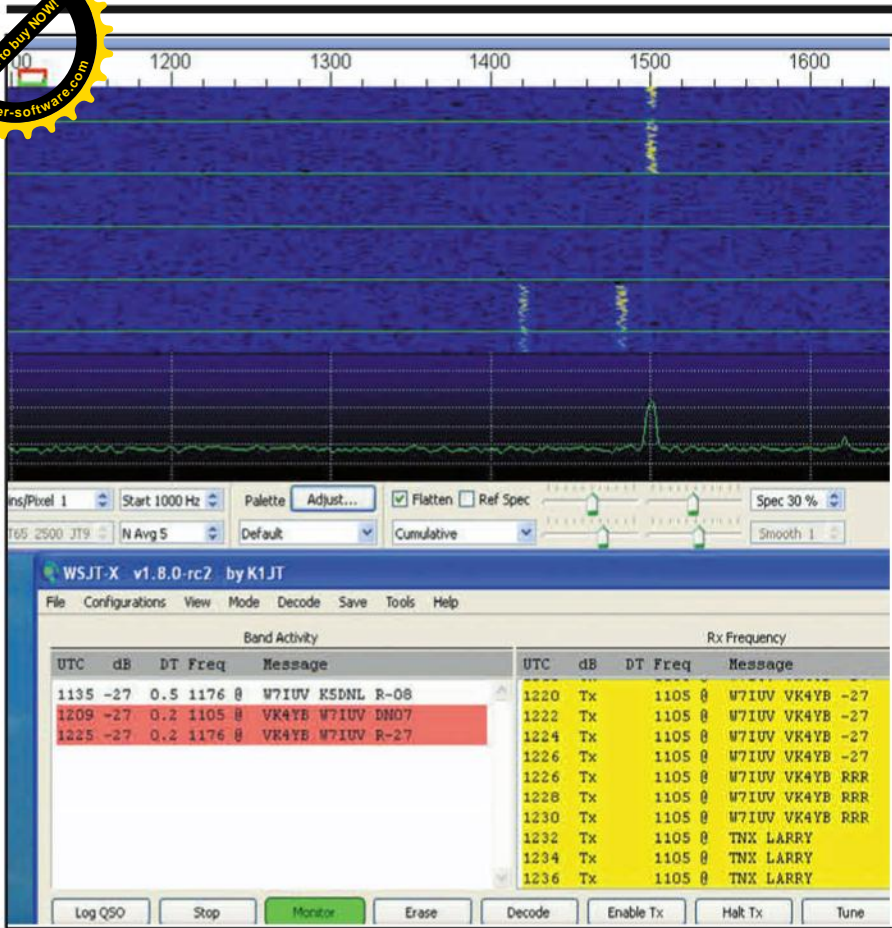 to buy NOW!
er-software.com
00 1200 1300 1400 1500 1600
ins/Pixel 1 Start 1000 Hz Palette Adjust... Flatten Ref Spec Spec 30 %
T65 2500 JT9 N Avg 5 Default Cumulative Smooth 1
WSJT-X v1.8.0-rc2 by K1JT
File Configurations View Mode Decode Save Tools Help
Band Activity
UTC dB DT Freq Message
1135 -27 0.5 1176 @ W7IUV K5DNL R-08
1209 -27 0.2 1105 @ VK4YB W7IUV DN07
1225 -27 0.2 1176 @ VK4YB W7IUV R-27
Rx Frequency
UTC dB DT Freq Message
1220 Tx 1105 @ W7IUV VK4YB -27
1222 Tx 1105 @ W7IUV VK4YB -27
1224 Tx 1105 @ W7IUV VK4YB -27
1226 Tx 1105 @ W7IUV VK4YB -27
1226 Tx 1105 @ W7IUV VK4YB RRR
1228 Tx 1105 @ W7IUV VK4YB RRR
1230 Tx 1105 @ W7IUV VK4YB RRR
1232 Tx 1105 @ TNX LARRY
1234 Tx 1105 @ TNX LARRY
1236 Tx 1105 @ TNX LARRY
Log QSO Stop Monitor Erase Decode Enable Tx Halt Tx Tune